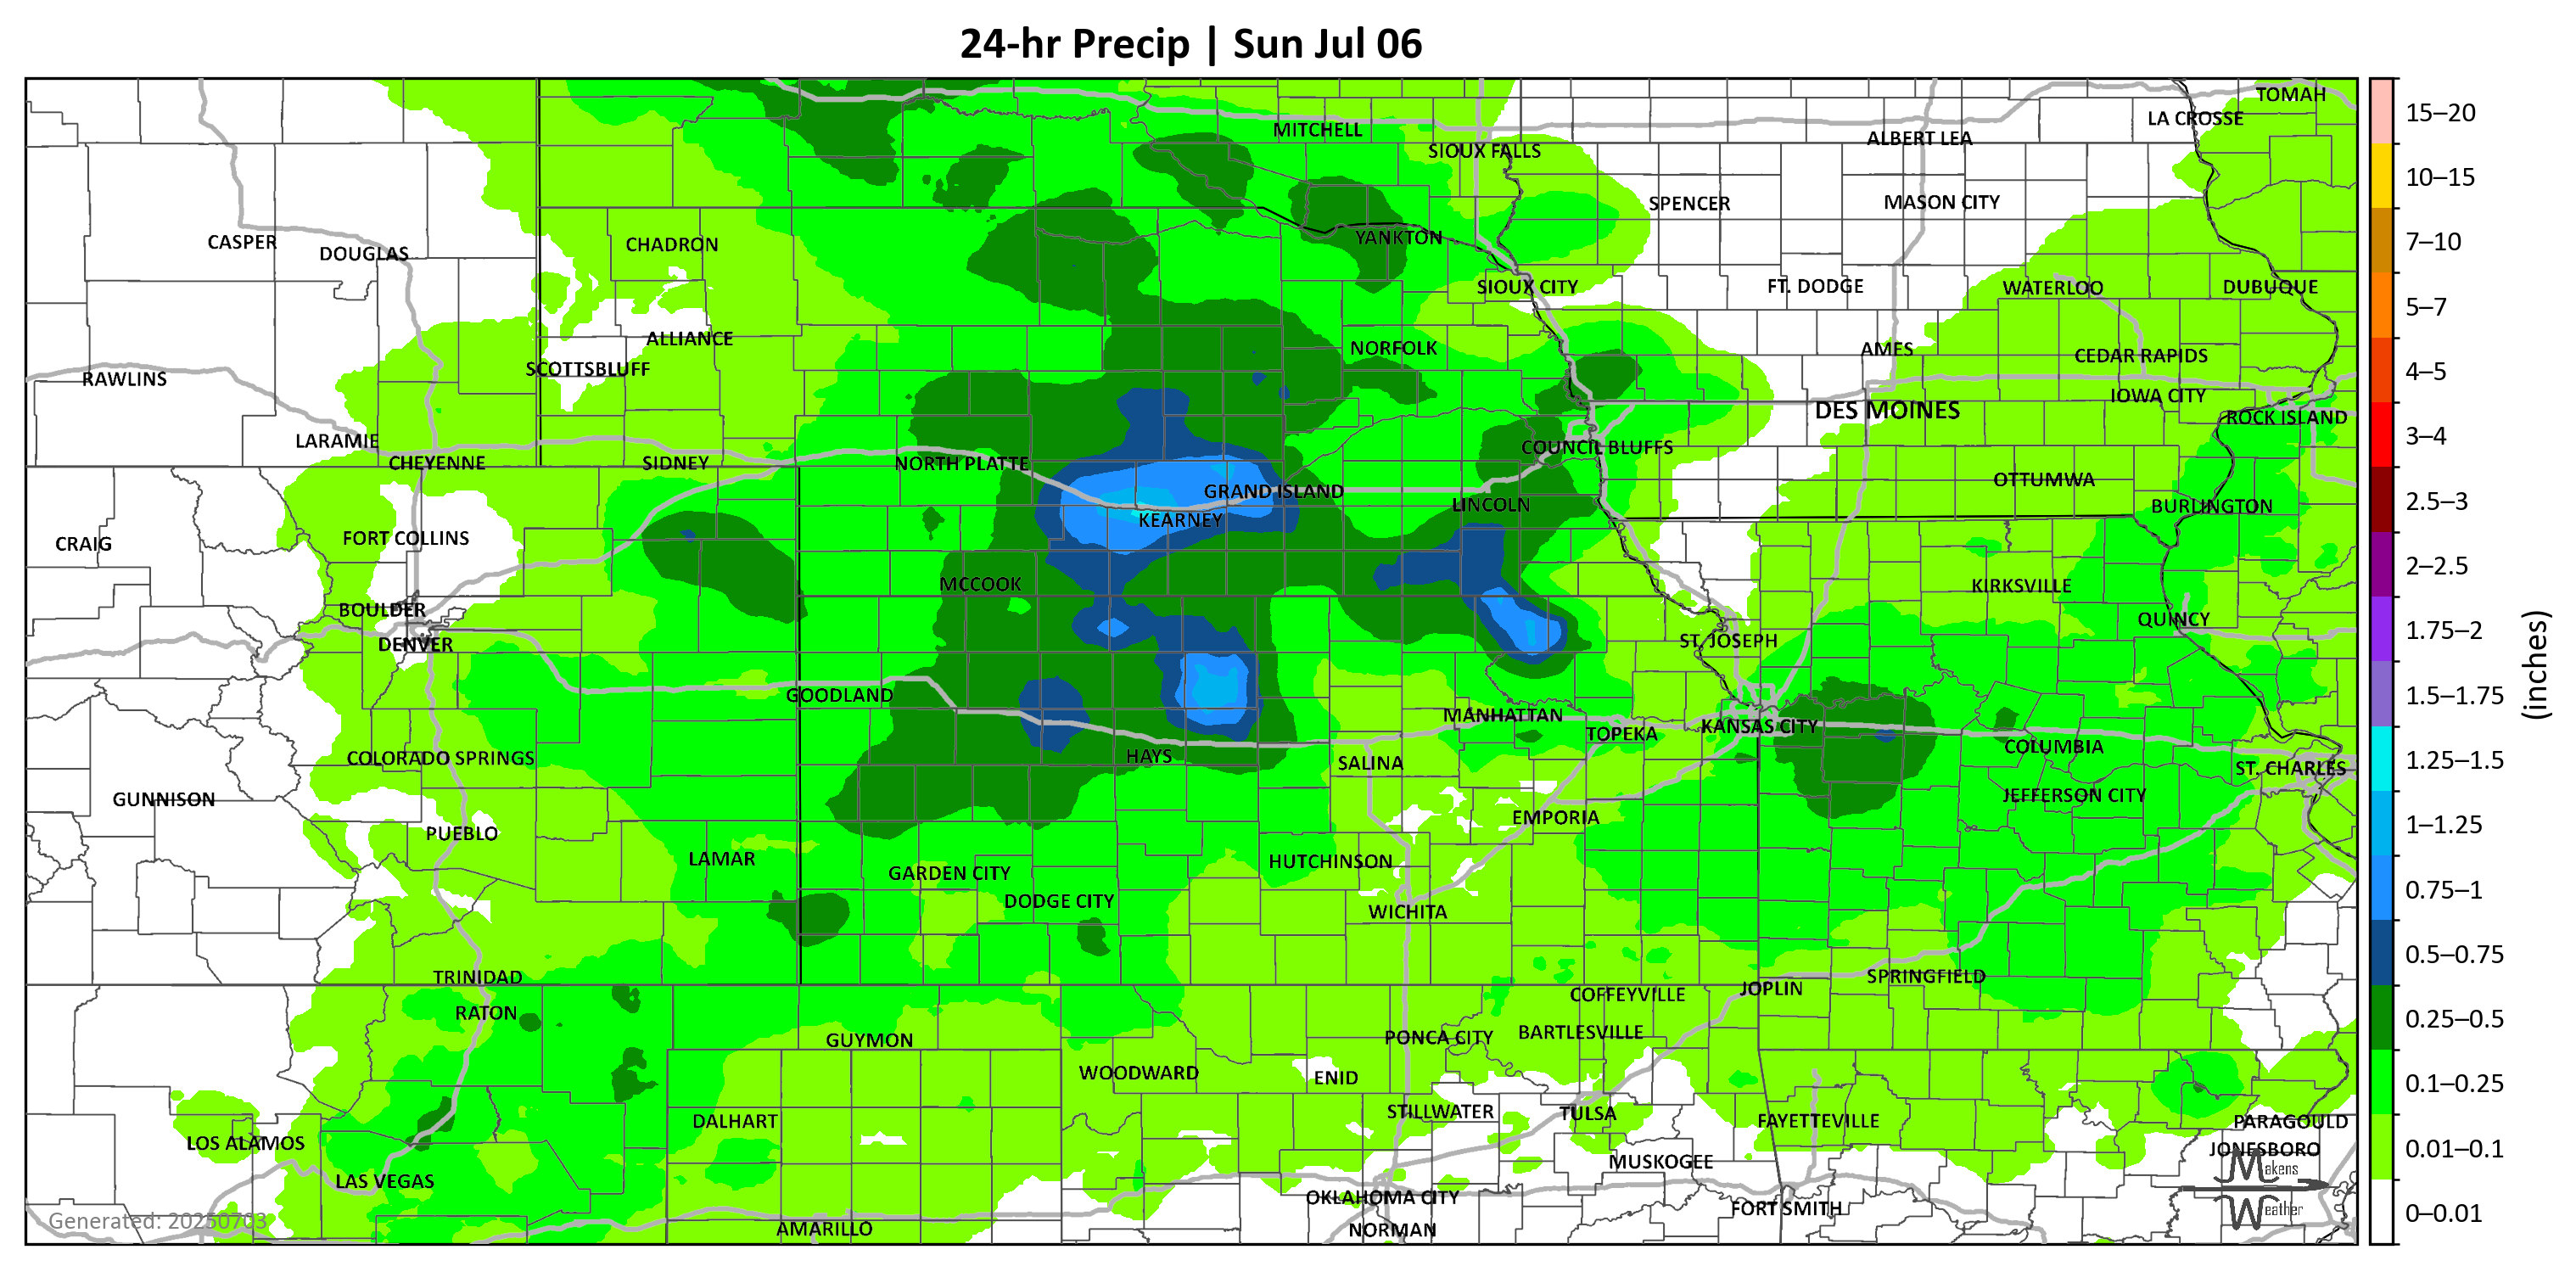 24-hr Precip | Sun Jul 06
TOMAH
15–20
LA CROSSE
MITCHELL
ALBERT LEA
SIOUX FALLS
10–15
SPENCER
MASON CITY
CASPER
DOUGLAS
CHADRON
YANKTON
7–10
SIOUX CITY
FT. DODGE
WATERLOO
DUBUQUE
5–7
ALLIANCE
NORFOLK
AMES
CEDAR RAPIDS
SCOTTSBLUFF
RAWLINS
4–5
IOWA CITY
DES MOINES
ROCK ISLAND
LARAMIE
COUNCIL BLUFFS
3–4
CHEYENNE
SIDNEY
NORTH PLATTE
OTTUMWA
GRAND ISLAND
LINCOLN
BURLINGTON
2.5–3
KEARNEY
FORT COLLINS
CRAIG
2–2.5
MCCOOK
KIRKSVILLE
BOULDER
QUINCY
1.75–2
DENVER
ST. JOSEPH
(inches)
GOODLAND
1.5–1.75
MANHATTAN
KANSAS CITY
TOPEKA
COLUMBIA
COLORADO SPRINGS
HAYS
SALINA
ST. CHARLES
1.25–1.5
GUNNISON
JEFFERSON CITY
EMPORIA
1–1.25
PUEBLO
LAMAR
HUTCHINSON
GARDEN CITY
0.75–1
DODGE CITY
WICHITA
0.5–0.75
TRINIDAD
SPRINGFIELD
JOPLIN
COFFEYVILLE
RATON
0.25–0.5
GUYMON
PONCA CITY
BARTLESVILLE
WOODWARD
ENID
0.1–0.25
STILLWATER
TULSA
DALHART
FAYETTEVILLE
PARAGOULD
LOS ALAMOS
JONESBORO
0.01–0.1
MUSKOGEE
Makens
LAS VEGAS
OKLAHOMA CITY
FORT SMITH
Weather
0–0.01
Generated: 20250703
AMARILLO
NORMAN